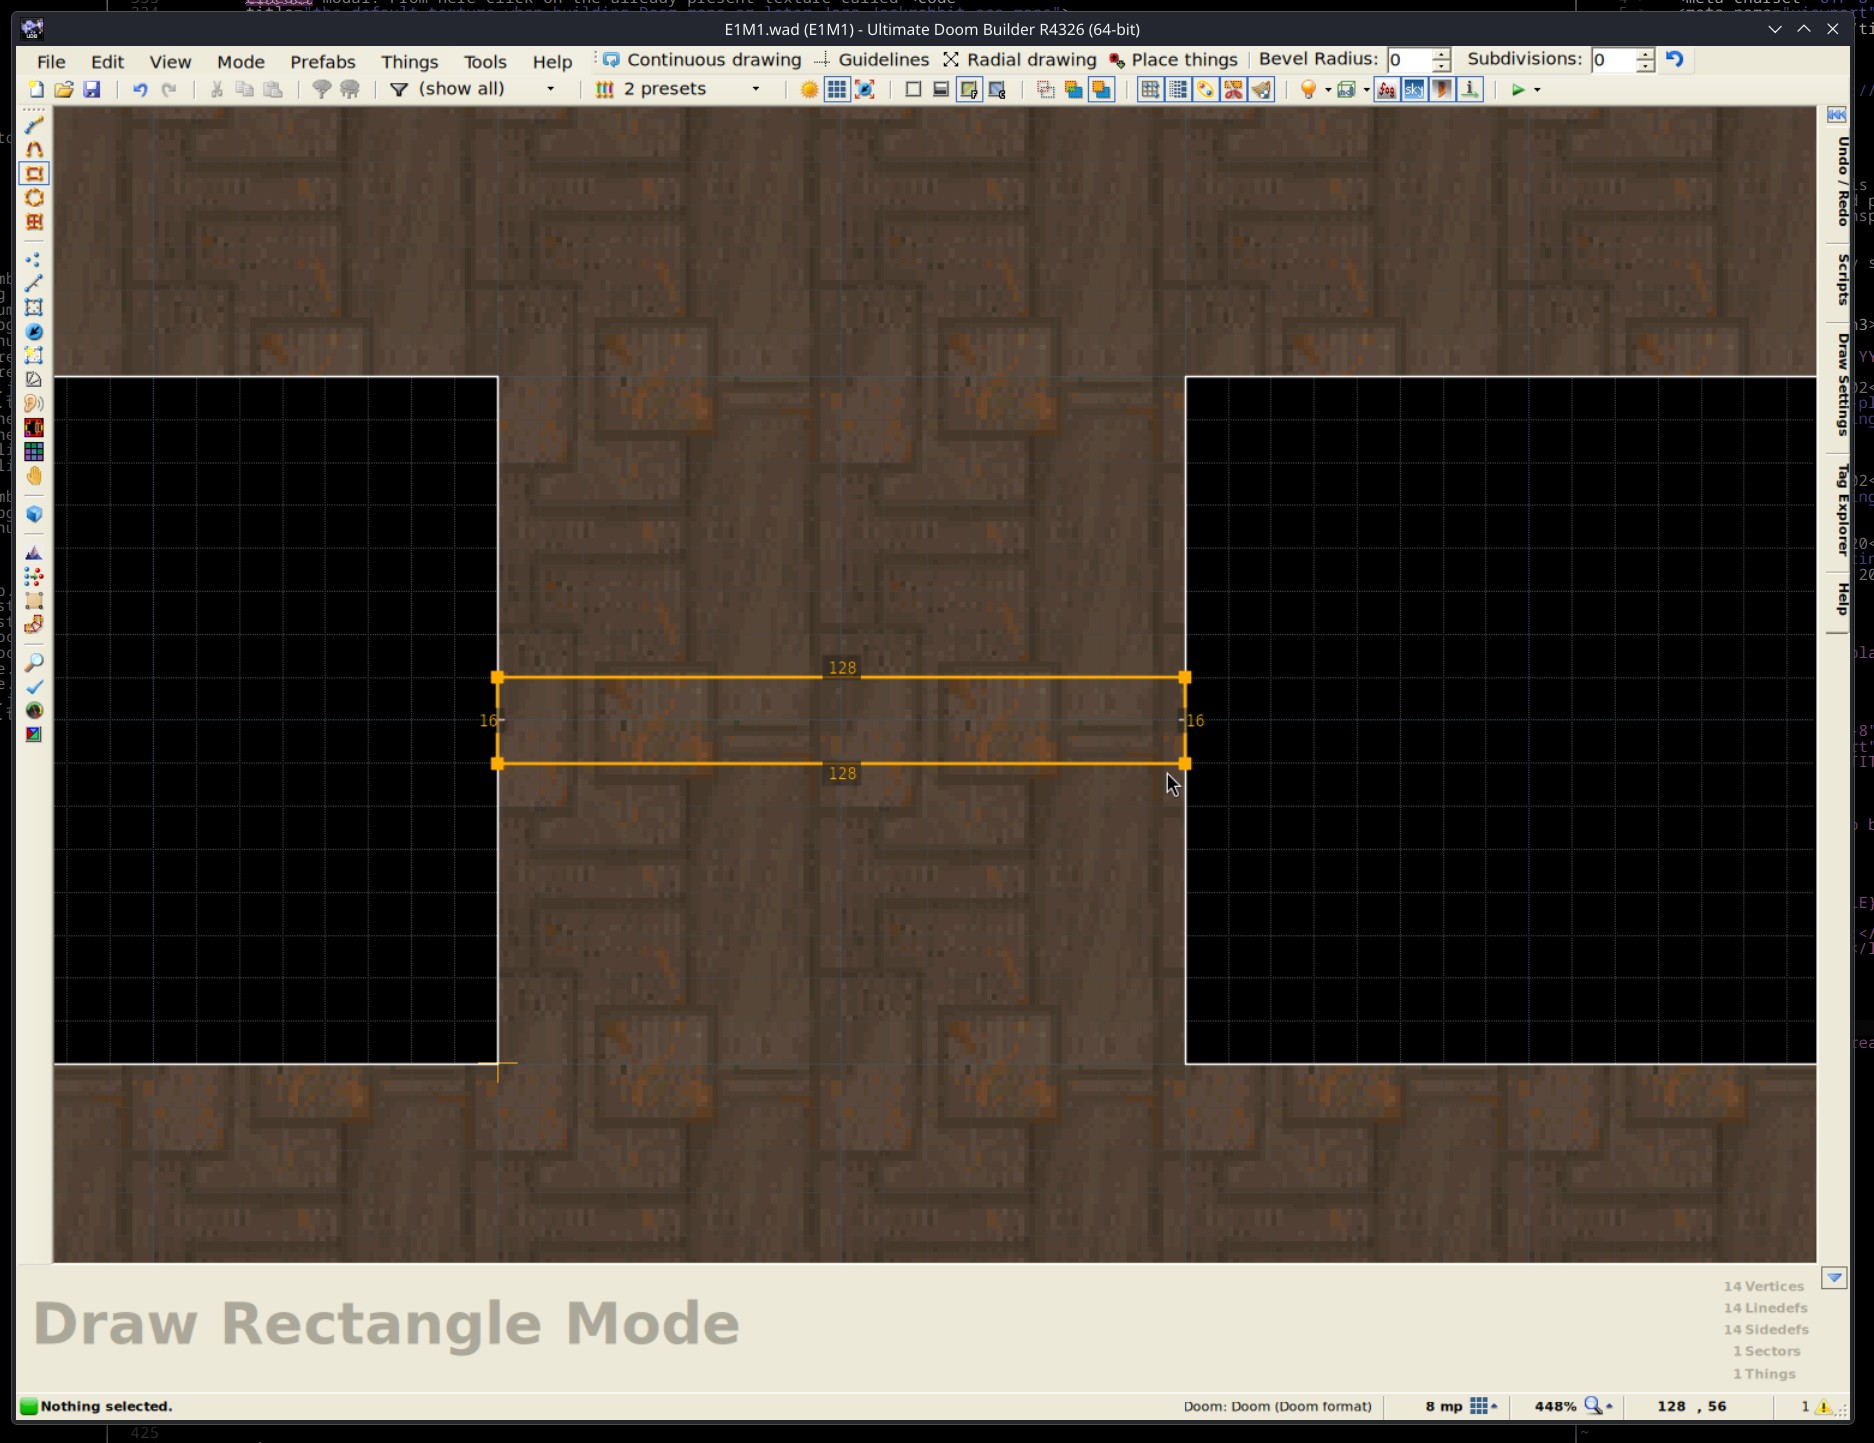 E1M1.wad (E1M1) - Ultimate Doom Builder R4326 (64-bit)
File Edit View Mode Prefabs Things Tools Help Continuous drawing Guidelines Radial drawing Place things Bevel Radius: 0 Subdivisions: 0
(show all) 2 presets fog sky
Undo / Redo
Scripts
Draw Settings
Tag Explorer
Help
128
16 16
128
Draw Rectangle Mode
14 Vertices
14 Linedefs
14 Sidedefs
1 Sectors
1 Things
Nothing selected. Doom: Doom (Doom format) 8 mp 448% 128 , 56 1
425